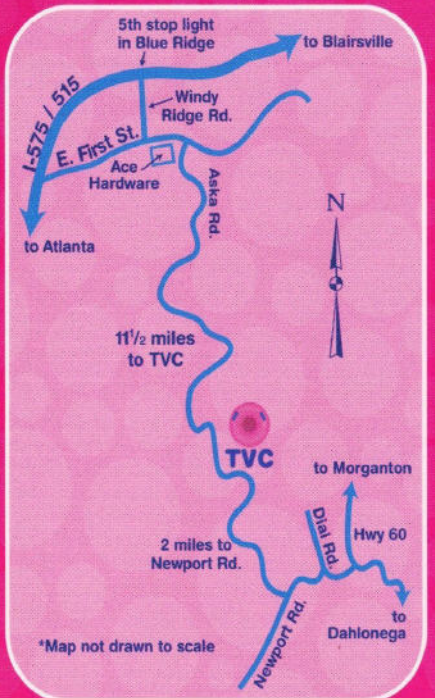 5th stop light
in Blue Ridge
to Blairsville
I-575 / 515
Windy
Ridge Rd.
E. First St.
Ace
Hardware
Aska Rd.
to Atlanta
N
11 1/2 miles
to TVC
TVC
to Morganton
Dial Rd.
Hwy 60
2 miles to
Newport Rd.
Newport Rd.
to
Dahlonega
*Map not drawn to scale